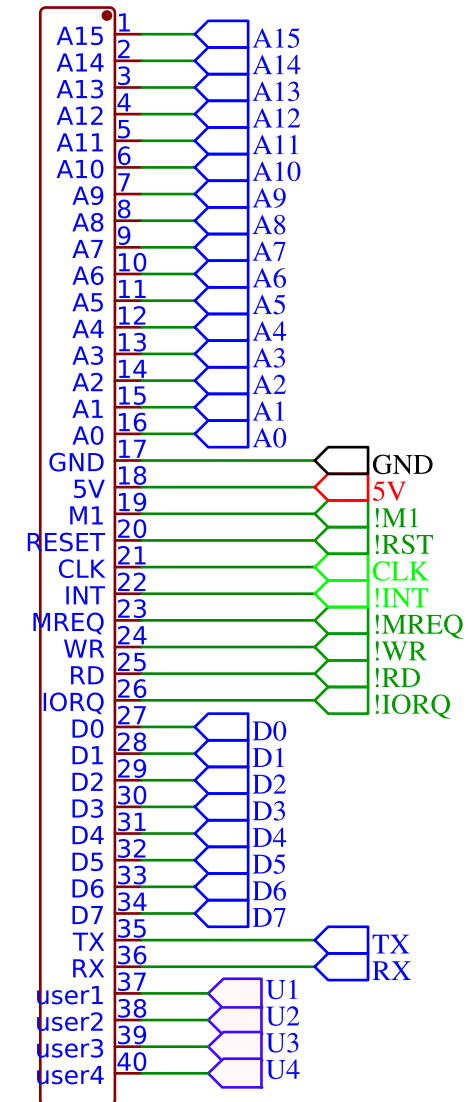 A15 1 A15
A14 2 A14
A13 3 A13
A12 4 A12
A11 5 A11
A10 6 A10
A9 7 A9
A8 8 A8
A7 9 A7
A6 10 A6
A5 11 A5
A4 12 A4
A3 13 A3
A2 14 A2
A1 15 A1
A0 16 A0
GND 17 GND
5V 18 5V
M1 19 !M1
RESET 20 !RST
CLK 21 CLK
INT 22 !INT
MREQ 23 !MREQ
WR 24 !WR
RD 25 !RD
IORQ 26 !IORQ
D0 27 D0
D1 28 D1
D2 29 D2
D3 30 D3
D4 31 D4
D5 32 D5
D6 33 D6
D7 34 D7
TX 35 TX
RX 36 RX
user1 37 U1
user2 38 U2
user3 39 U3
user4 40 U4